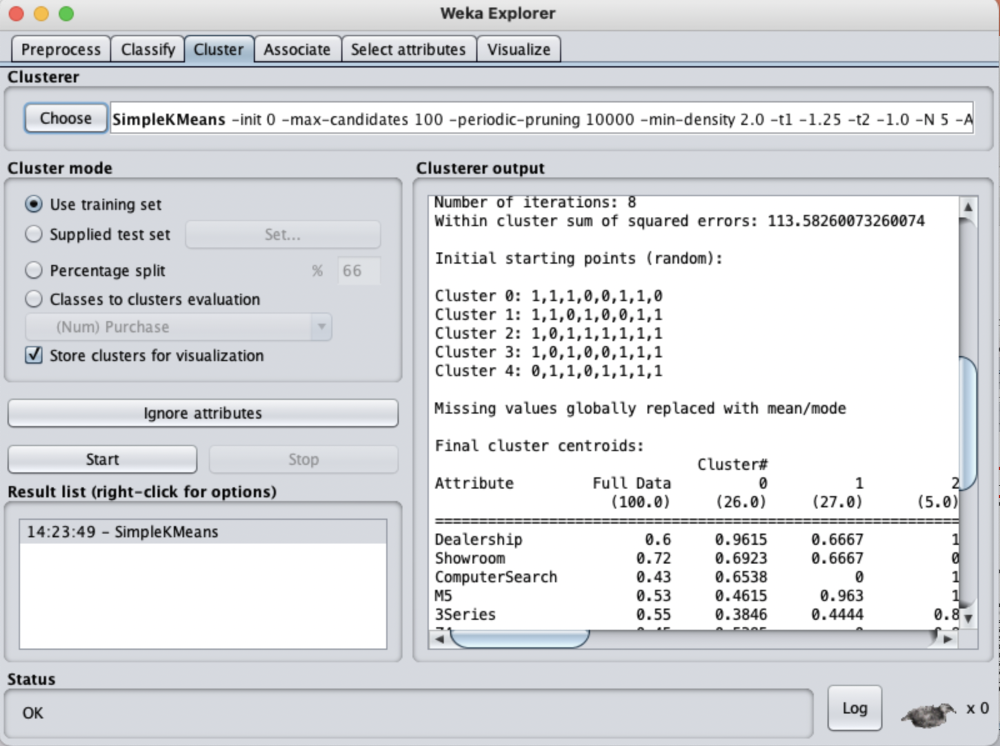 Weka Explorer
Preprocess Classify Cluster Associate Select attributes Visualize
Clusterer
Choose SimpleKMeans -init 0 -max-candidates 100 -periodic-pruning 10000 -min-density 2.0 -t1 -1.25 -t2 -1.0 -N 5 -A
Cluster mode
Use training set
Supplied test set Set...
Percentage split % 66
Classes to clusters evaluation
(Num) Purchase
Store clusters for visualization
Ignore attributes
Start Stop
Result list (right-click for options)
14:23:49 - SimpleKMeans
Clusterer output
Number of iterations: 8
Within cluster sum of squared errors: 113.58260073260074
Initial starting points (random):
Cluster 0: 1,1,1,0,0,1,1,0
Cluster 1: 1,1,0,1,0,0,1,1
Cluster 2: 1,0,1,1,1,1,1,1
Cluster 3: 1,0,1,0,0,1,1,1
Cluster 4: 0,1,1,0,1,1,1,1
Missing values globally replaced with mean/mode
Final cluster centroids:
Cluster#
Attribute Full Data 0 1 2
(100.0) (26.0) (27.0) (5.0)
============================================================
Dealership 0.6 0.9615 0.6667 1
Showroom 0.72 0.6923 0.6667 0
ComputerSearch 0.43 0.6538 0 1
M5 0.53 0.4615 0.963 1
3Series 0.55 0.3846 0.4444 0.8
Status
OK
Log x 0